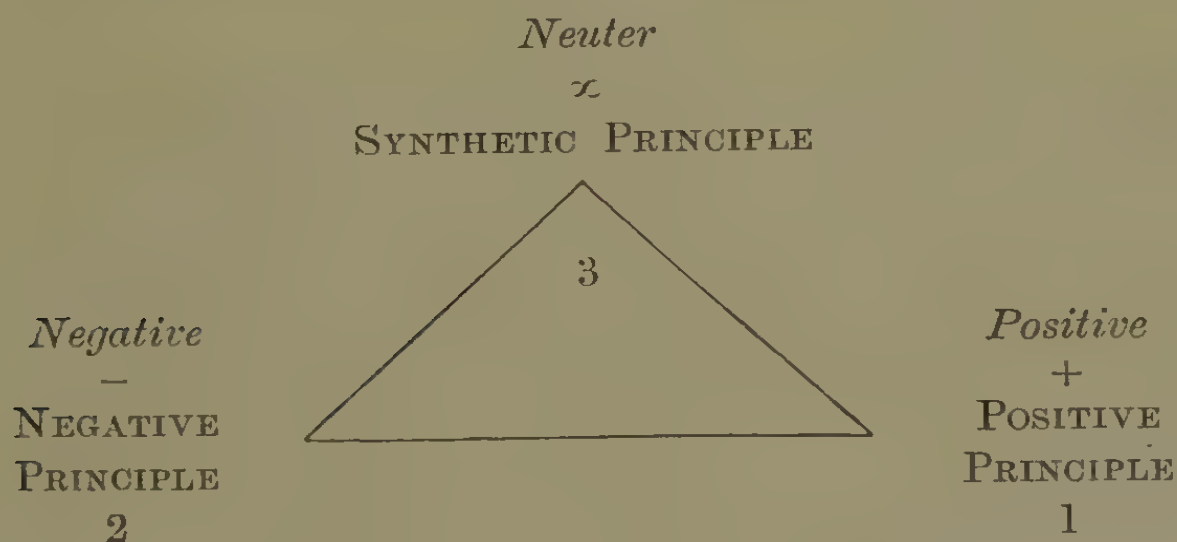 Neuter
x
SYNTHETIC PRINCIPLE
3
Negative
−
NEGATIVE
PRINCIPLE
2
Positive
+
POSITIVE
PRINCIPLE
1